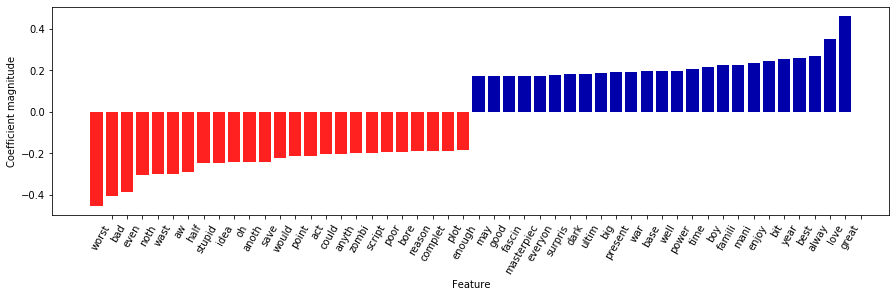 0.4
0.2
0.0
−0.2
−0.4
Coefficient magnitude
worst
bad
even
noth
wast
aw
half
stupid
idea
oh
anoth
save
would
point
act
could
anyth
zombi
script
poor
bore
reason
complet
plot
enough
may
good
fascin
masterpiec
everyon
surpris
dark
ultim
big
present
war
base
well
power
time
boy
famili
mani
enjoy
bit
year
best
alway
love
great
Feature